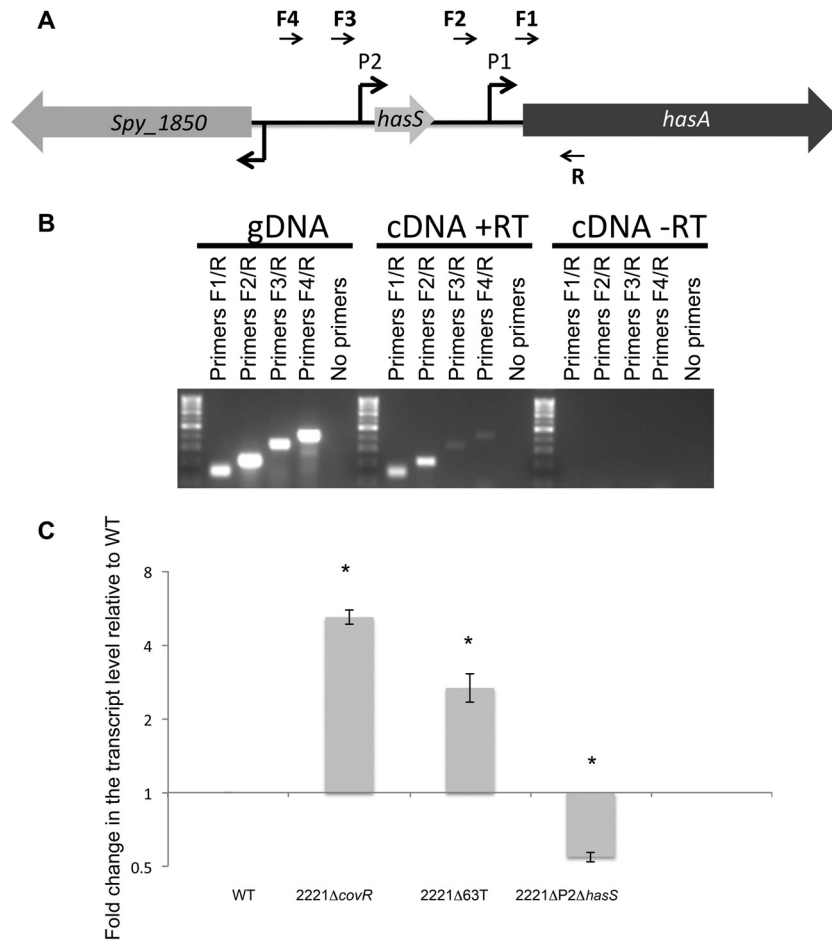 A
F4 F3 F2 F1
P2 P1
Spy_1850 hasS hasA
R
B
gDNA cDNA +RT cDNA -RT
Primers F1/R
Primers F2/R
Primers F3/R
Primers F4/R
No primers
Primers F1/R
Primers F2/R
Primers F3/R
Primers F4/R
No primers
Primers F1/R
Primers F2/R
Primers F3/R
Primers F4/R
No primers
C
Fold change in the transcript level relative to WT
8
4
2
1
0.5
* * *
WT 2221ΔcovR 2221Δ63T 2221ΔP2ΔhasS